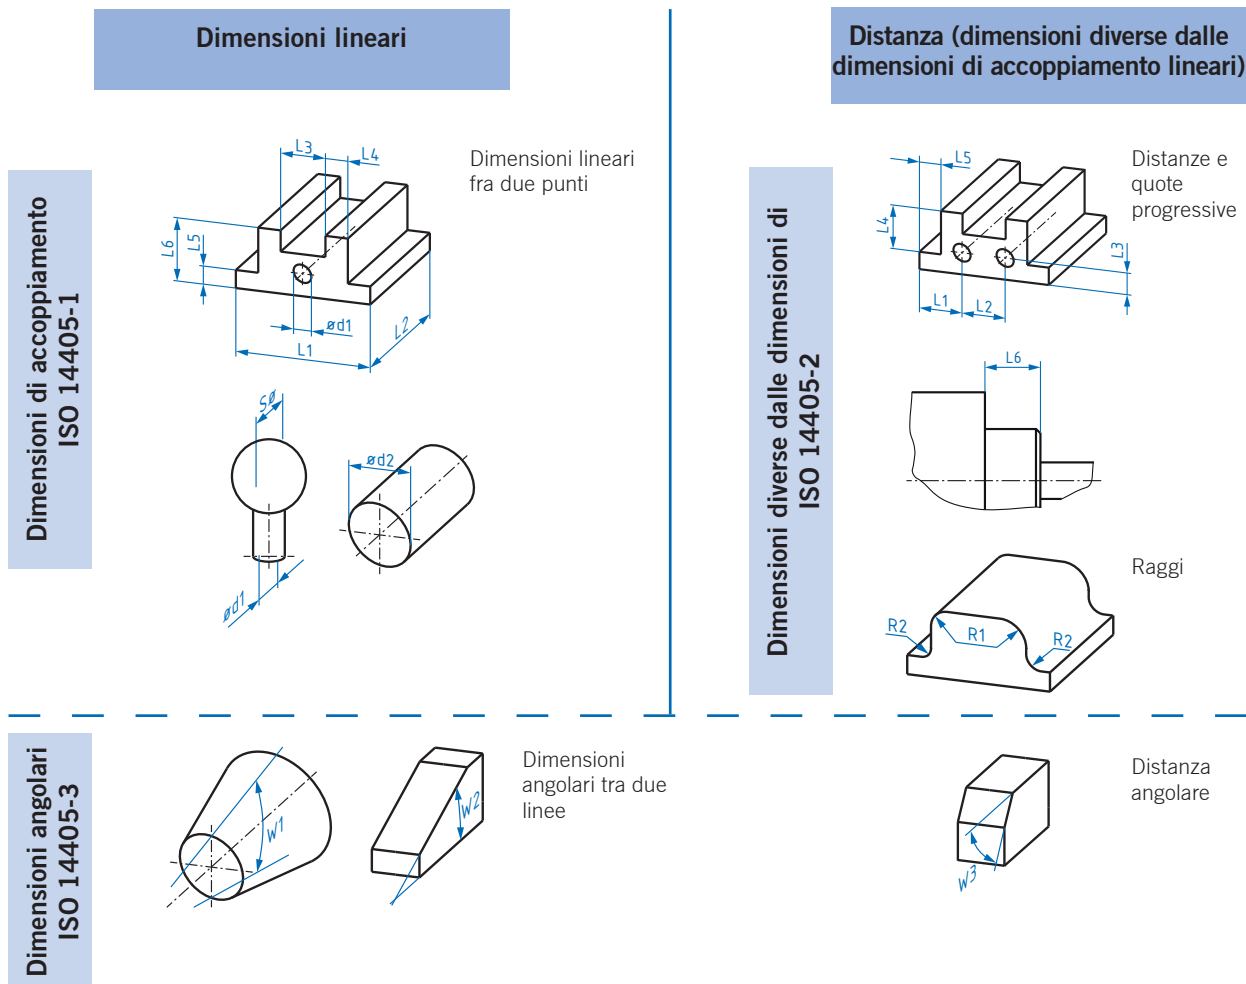 Dimensioni lineari
Distanza (dimensioni diverse dalle
dimensioni di accoppiamento lineari)
Dimensioni di accoppiamento
ISO 14405-1
L3
L4
L6
L5
ød1
L1
L2
Dimensioni lineari
fra due punti
Sø
ød1
ød2
Dimensioni diverse dalle dimensioni di
ISO 14405-2
L5
L4
L3
L1
L2
Distanze e
quote
progressive
L6
R2
R1
R2
Raggi
Dimensioni angolari
ISO 14405-3
W1
W2
Dimensioni
angolari tra due
linee
W3
Distanza
angolare